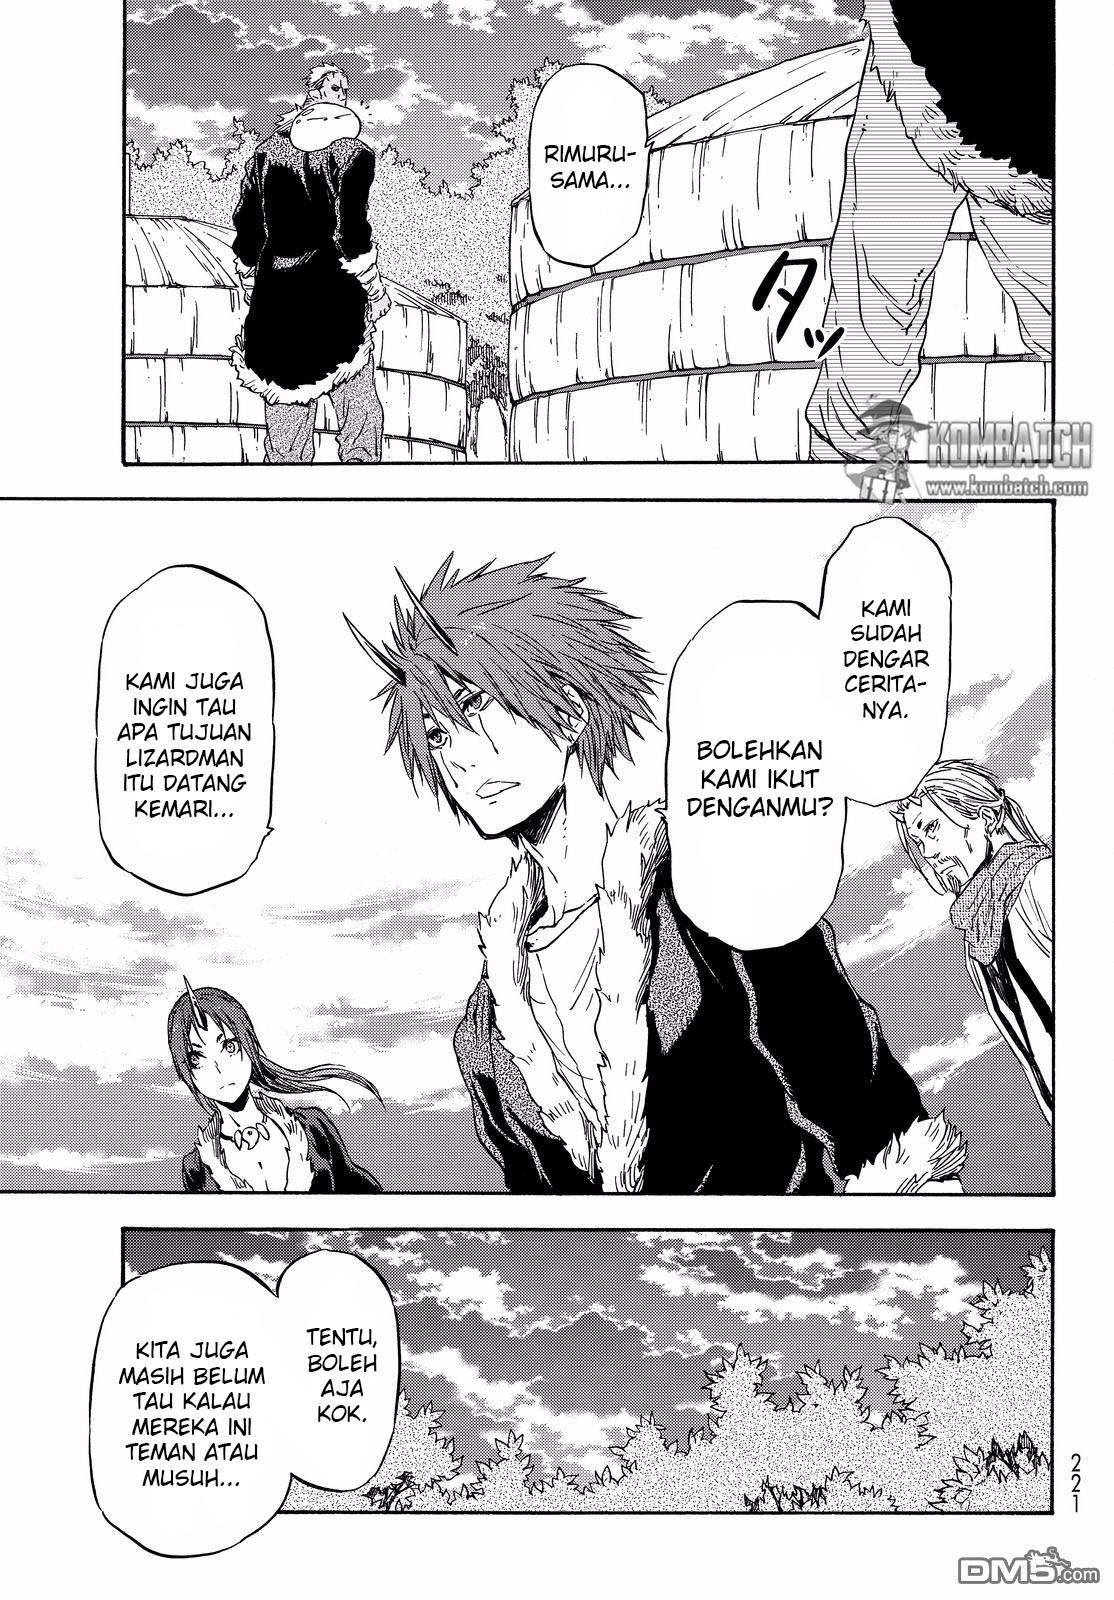 RIMURU-
SAMA...
タッ
KOMBATCH
www.kombatch.com
KAMI
SUDAH
DENGAR
CERITA-
NYA.
BOLEHKAN
KAMI IKUT
DENGANMU?
KAMI JUGA
INGIN TAU
APA TUJUAN
LIZARDMAN
ITU DATANG
KEMARI...
TENTU,
BOLEH
AJA
KOK.
KITA JUGA
MASIH BELUM
TAU KALAU
MEREKA INI
TEMAN ATAU
MUSUH...
221
DM5.com